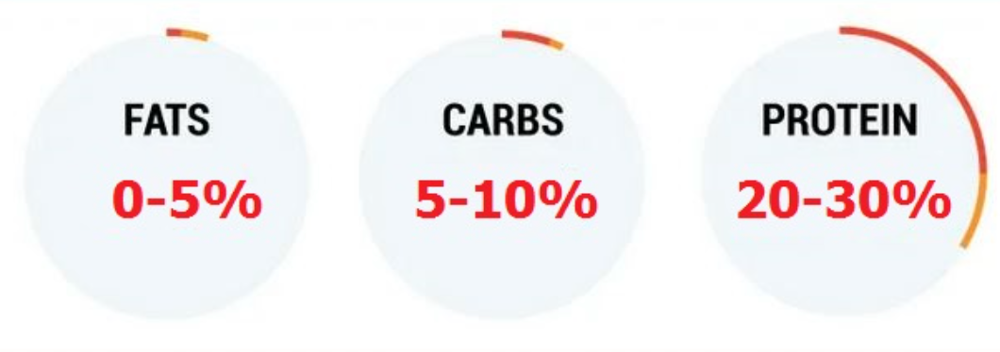 FATS
0-5%
CARBS
5-10%
PROTEIN
20-30%